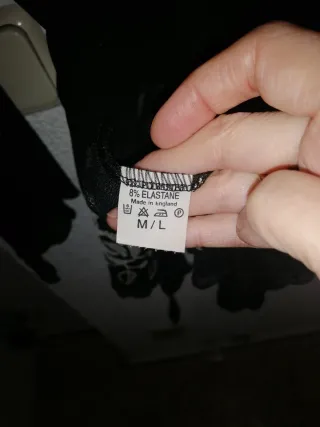 8% ELASTANE
Made in England
P
M / L